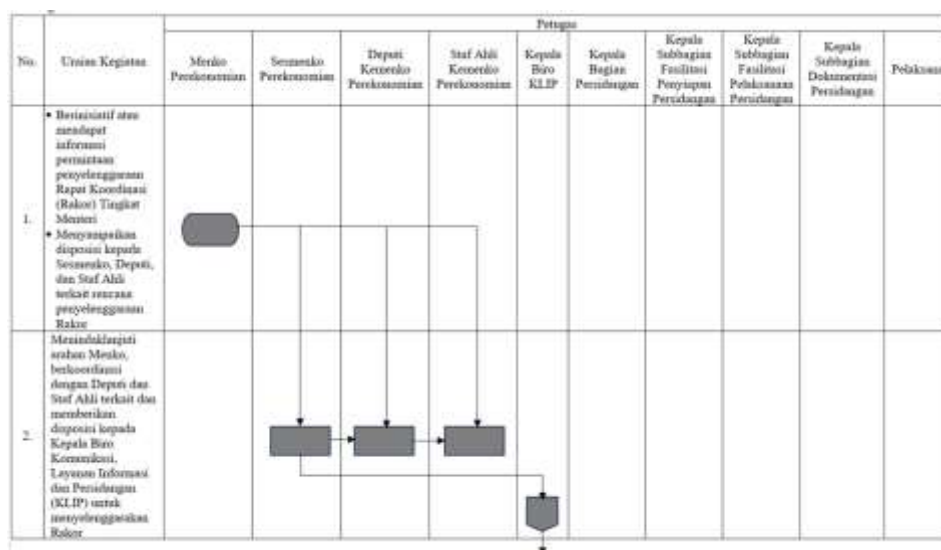 Petugas
No.
Uraian Kegiatan
Menko
Perekonomian
Sesmenko
Perekonomian
Deputi
Kemenko
Perekonomian
Staf Ahli
Kemenko
Perekonomian
Kepala
Biro
KLIP
Kepala
Bagian
Persidangan
Kepala
Subbagian
Fasilitasi
Penyiapan
Persidangan
Kepala
Subbagian
Fasilitasi
Pelaksanaan
Persidangan
Kepala
Subbagian
Dokumentasi
Persidangan
Pelaksana
1.
• Berinisiatif atau
mendapat
informasi
permintaan
penyelenggaraan
Rapat Koordinasi
(Rakor) Tingkat
Menteri
• Menyampaikan
disposisi kepada
Sesmenko, Deputi,
dan Staf Ahli
terkait rencana
penyelenggaraan
Rakor
2.
Menindaklanjuti
arahan Menko,
berkoordinasi
dengan Deputi dan
Staf Ahli terkait dan
memberikan
disposisi kepada
Kepala Biro
Komunikasi,
Layanan Informasi
dan Persidangan
(KLIP) untuk
menyelenggarakan
Rakor